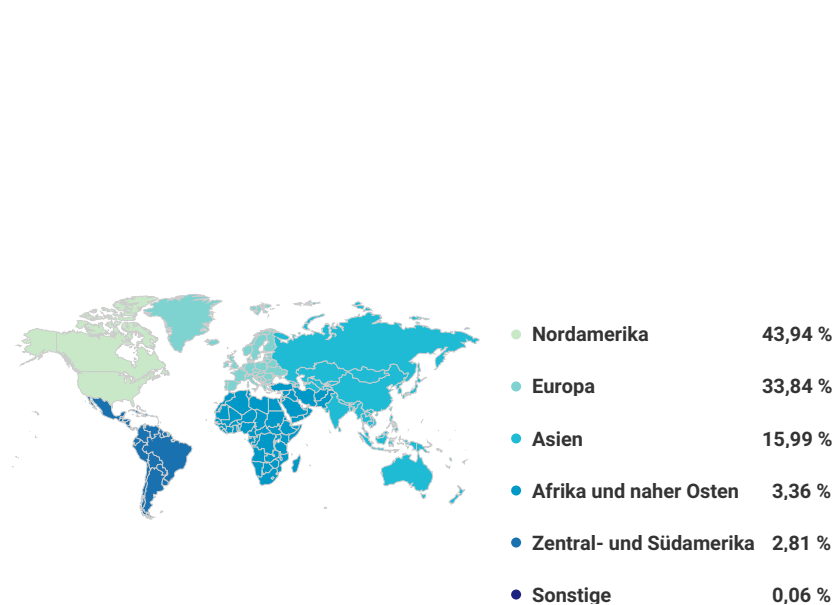 Nordamerika 43,94 %
Europa 33,84 %
Asien 15,99 %
Afrika und naher Osten 3,36 %
Zentral- und Südamerika 2,81 %
Sonstige 0,06 %